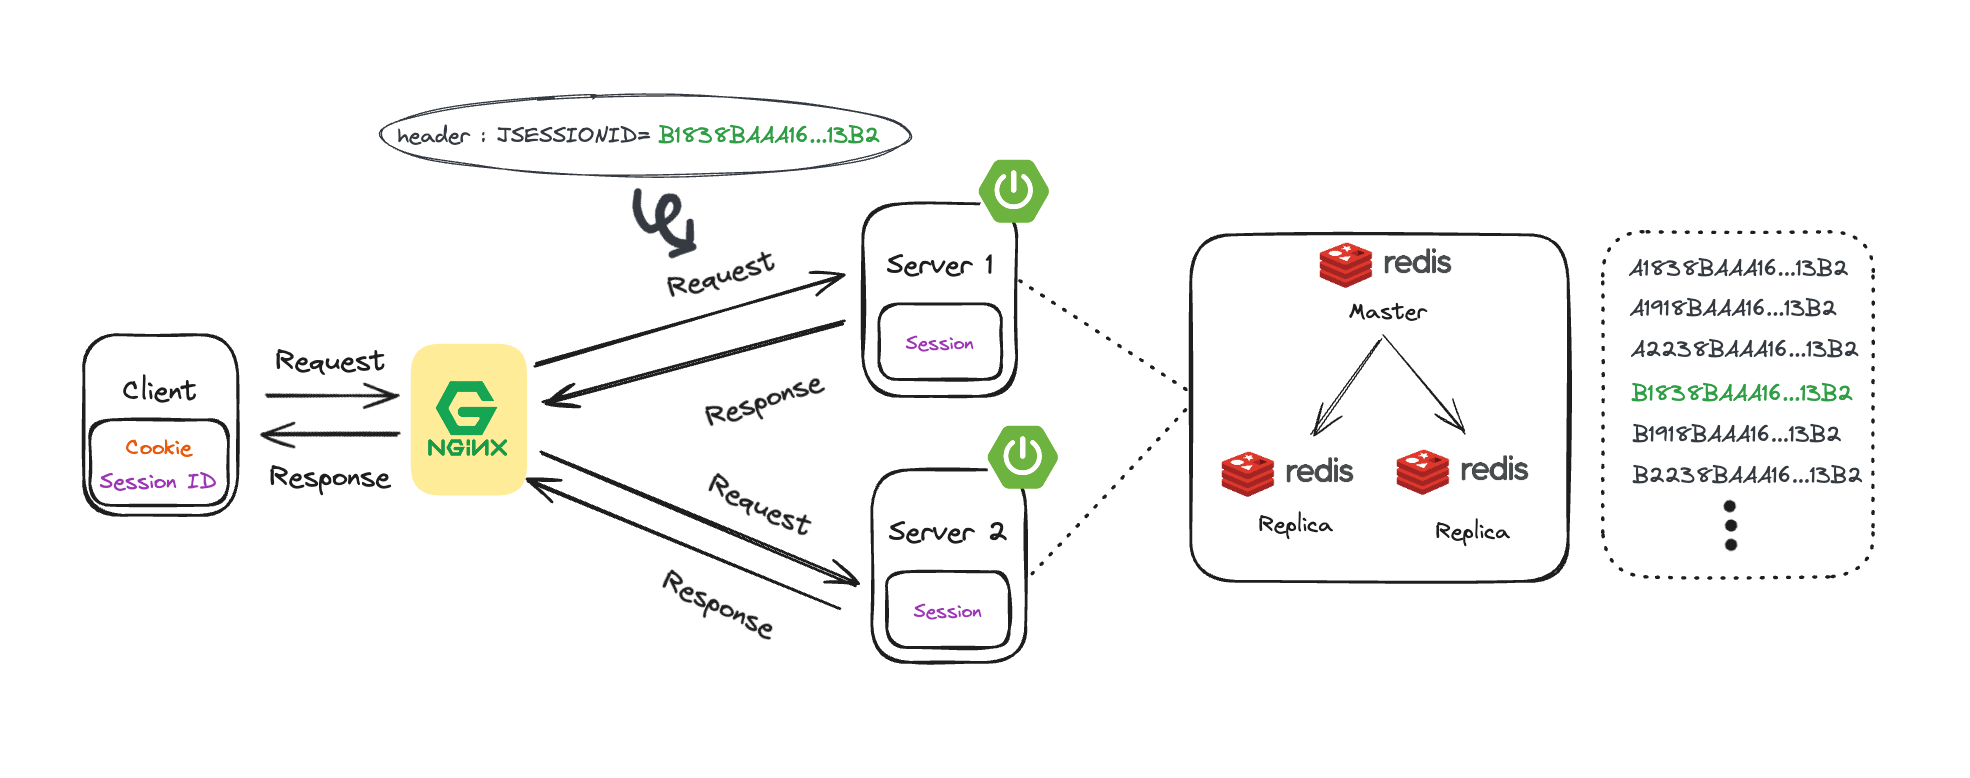 header : JSESSIONID= B1838BAAA16...13B2
Request
Server 1
Session
Response
Client
Cookie
Session ID
Request
Response
NGINX
Request
Response
Server 2
Session
redis
Master
redis
Replica
redis
Replica
A1838BAAA16...13B2
A1918BAAA16...13B2
A2238BAAA16...13B2
B1838BAAA16...13B2
B1918BAAA16...13B2
B2238BAAA16...13B2